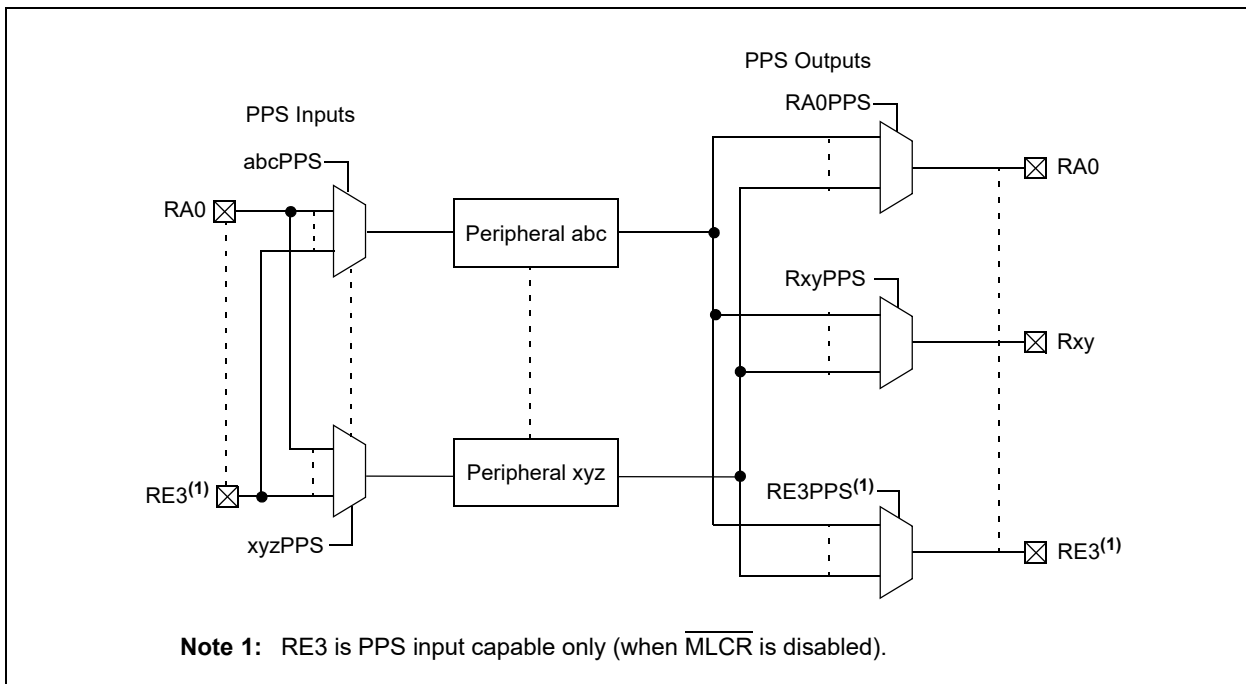 PPS Outputs
RA0PPS
PPS Inputs
abcPPS
RA0
RA0
Peripheral abc
RxyPPS
Rxy
Peripheral xyz
RE3(1)
RE3PPS(1)
xyzPPS
RE3(1)
Note 1: RE3 is PPS input capable only (when MLCR is disabled).